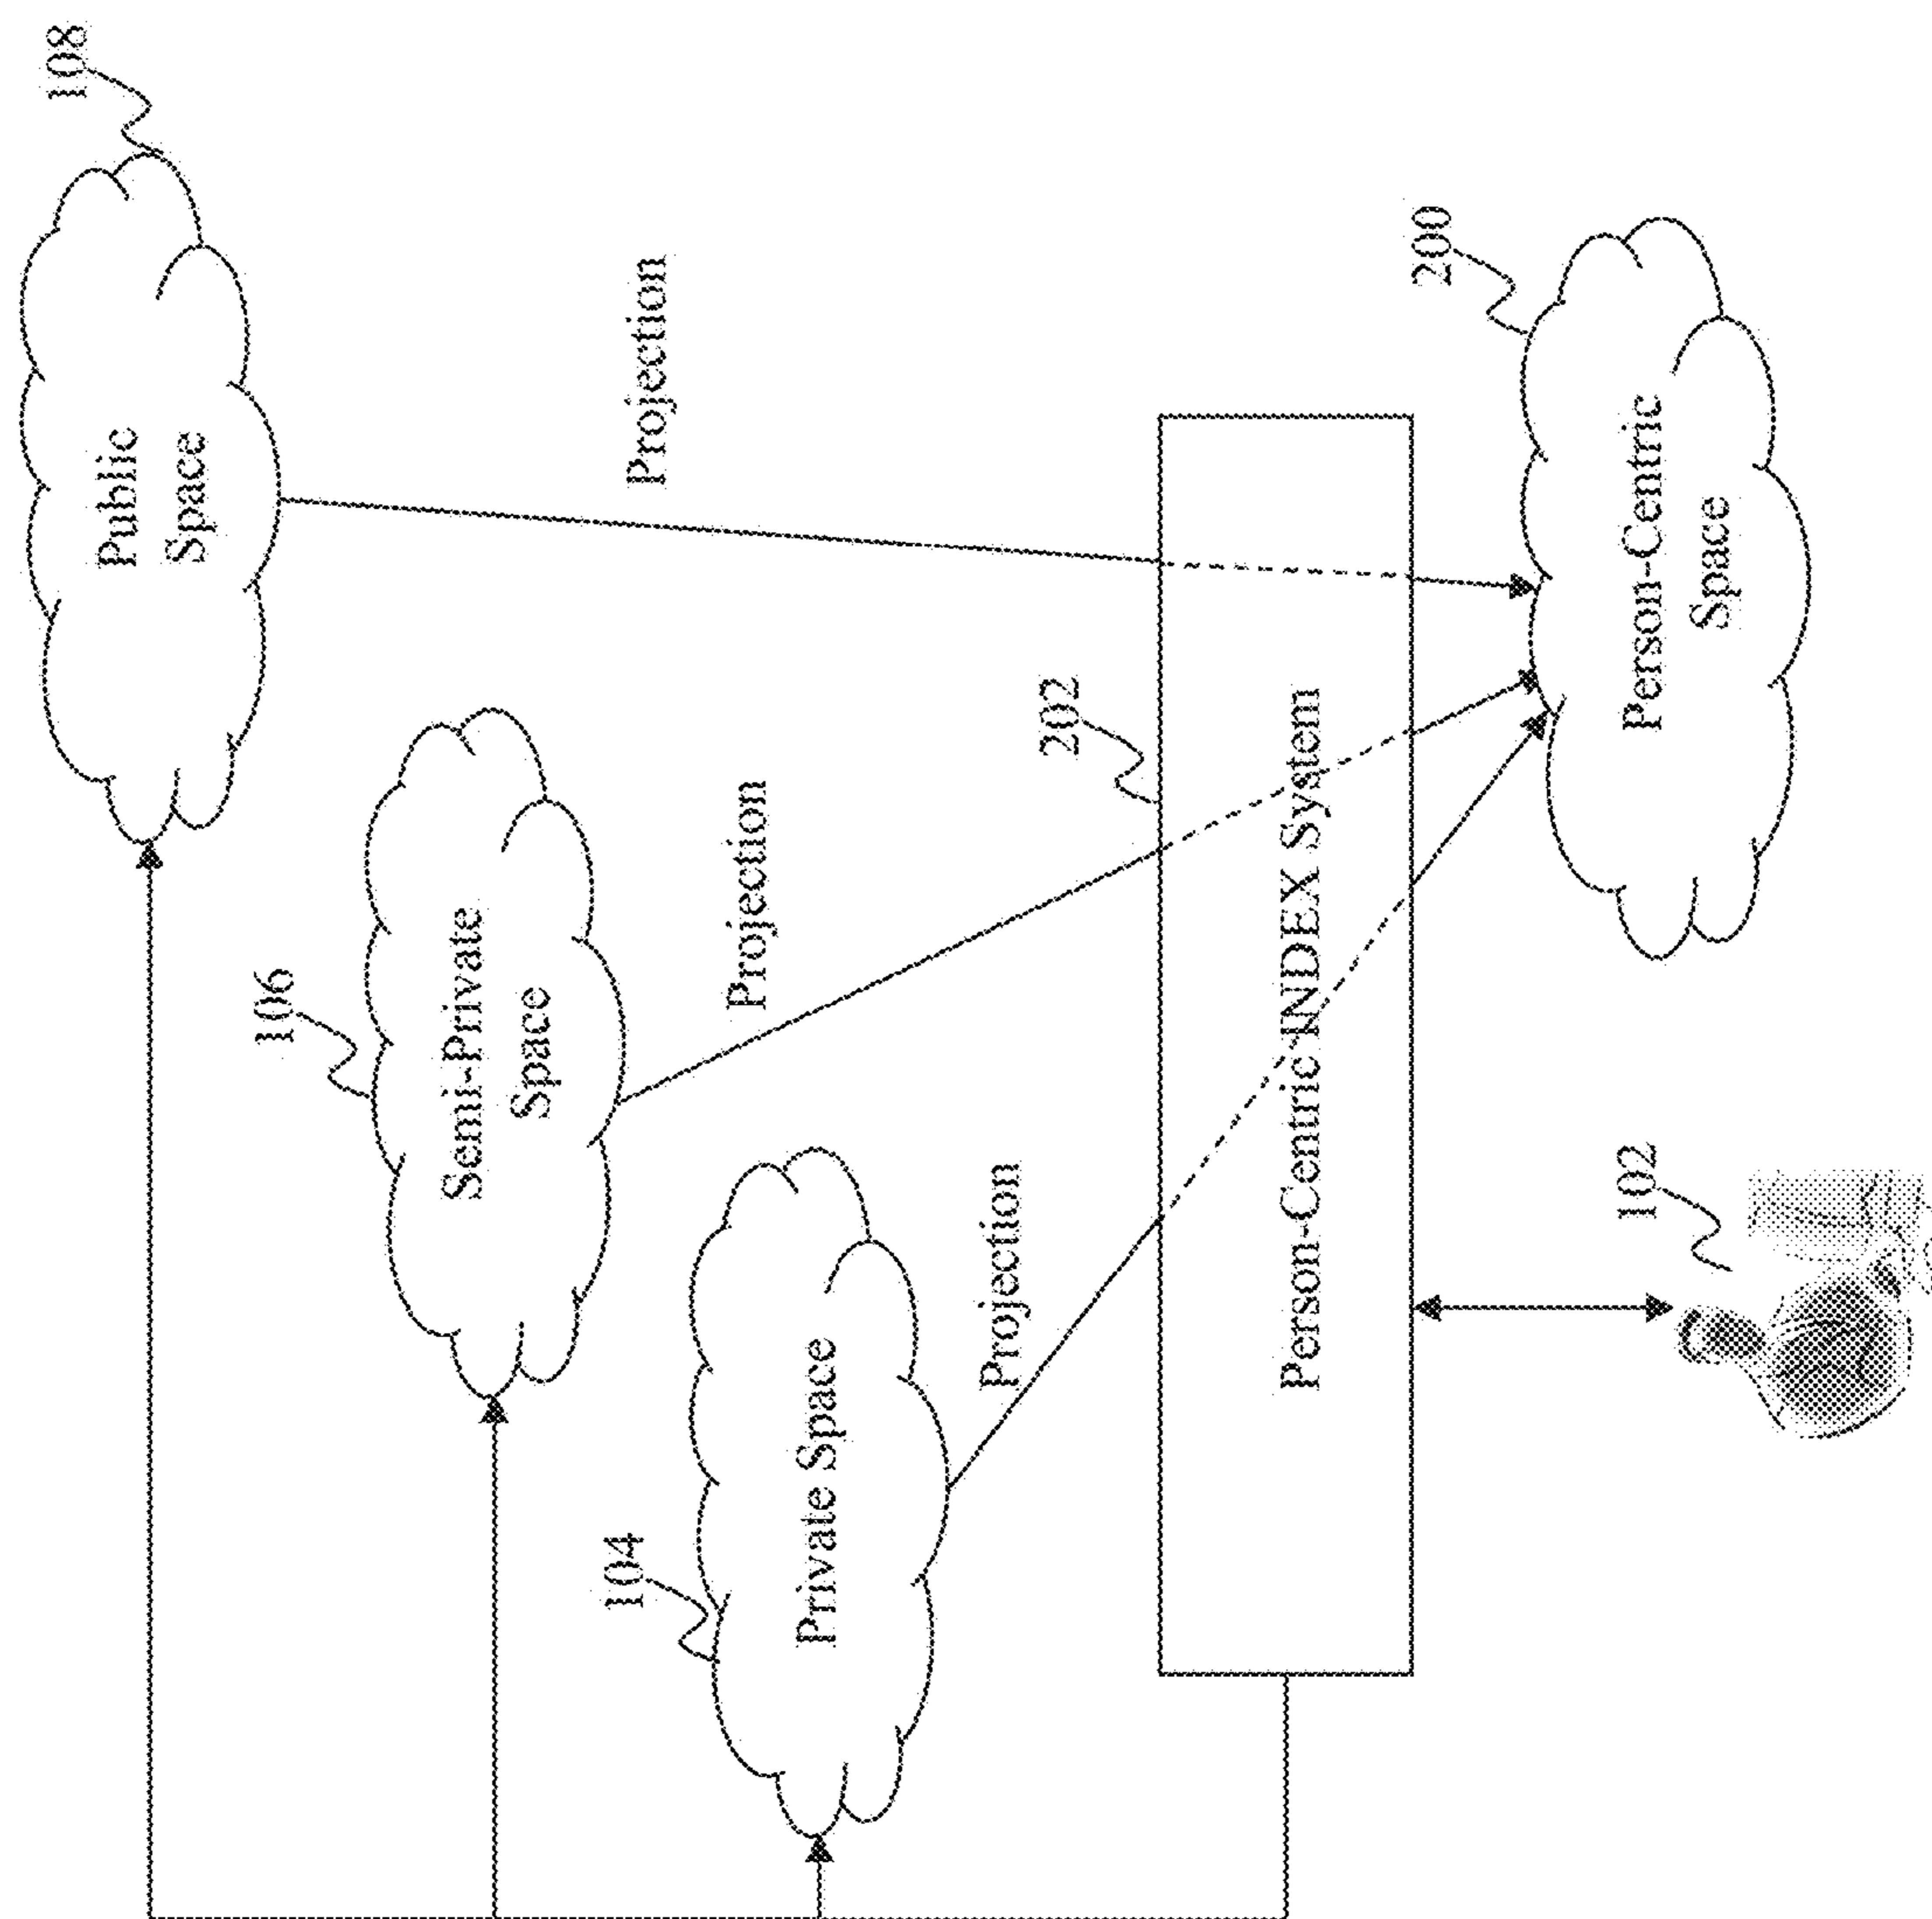 108
Public
Space
106
Semi-Private
Space
Projection
104
Private Space
Projection
Projection
202
Person-Centric INDEX System
200
Person-Centric
Space
102